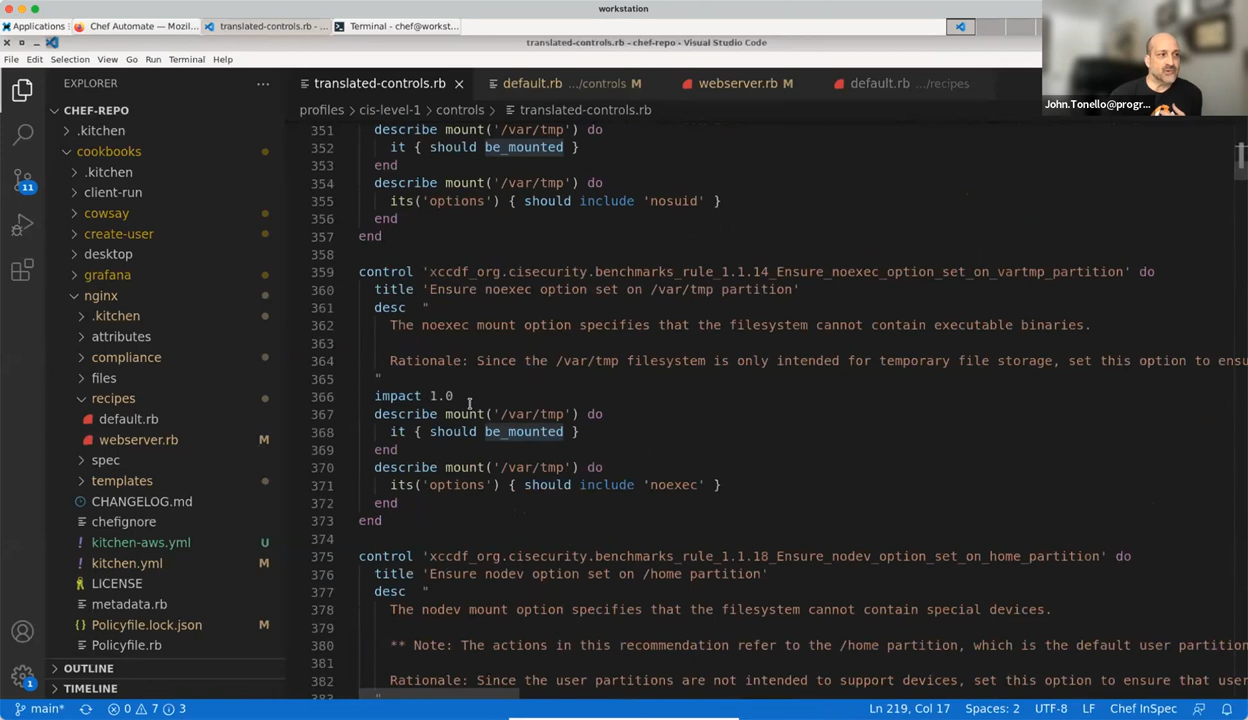 workstation
Applications
Chef Automate — Mozil...
translated-controls.rb - ...
Terminal - chef@workst...
translated-controls.rb - chef-repo - Visual Studio Code
File Edit Selection View Go Run Terminal Help
John.Tonello@progr...
EXPLORER
CHEF-REPO
.kitchen
cookbooks
.kitchen
client-run
cowsay
create-user
desktop
grafana
nginx
.kitchen
attributes
compliance
files
recipes
default.rb
webserver.rb M
spec
templates
CHANGELOG.md
chefignore
kitchen-aws.yml U
kitchen.yml M
LICENSE
metadata.rb
Policyfile.lock.json M
Policyfile.rb
OUTLINE
TIMELINE
11
1
translated-controls.rb
default.rb .../controls M
webserver.rb M
default.rb .../recipes
profiles > cis-level-1 > controls > translated-controls.rb
351 describe mount('/var/tmp') do
352 it { should be_mounted }
353 end
354 describe mount('/var/tmp') do
355 its('options') { should include 'nosuid' }
356 end
357 end
358
359 control 'xccdf_org.cisecurity.benchmarks_rule_1.1.14_Ensure_noexec_option_set_on_vartmp_partition' do
360 title 'Ensure noexec option set on /var/tmp partition'
361 desc "
362 The noexec mount option specifies that the filesystem cannot contain executable binaries.
363
364 Rationale: Since the /var/tmp filesystem is only intended for temporary file storage, set this option to ensu
365 "
366 impact 1.0
367 describe mount('/var/tmp') do
368 it { should be_mounted }
369 end
370 describe mount('/var/tmp') do
371 its('options') { should include 'noexec' }
372 end
373 end
374
375 control 'xccdf_org.cisecurity.benchmarks_rule_1.1.18_Ensure_nodev_option_set_on_home_partition' do
376 title 'Ensure nodev option set on /home partition'
377 desc "
378 The nodev mount option specifies that the filesystem cannot contain special devices.
379
380 ** Note: The actions in this recommendation refer to the /home partition, which is the default user partition
381
382 Rationale: Since the user partitions are not intended to support devices, set this option to ensure that user
383 "
main* 0 7 3
Ln 219, Col 17 Spaces: 2 UTF-8 LF Chef InSpec